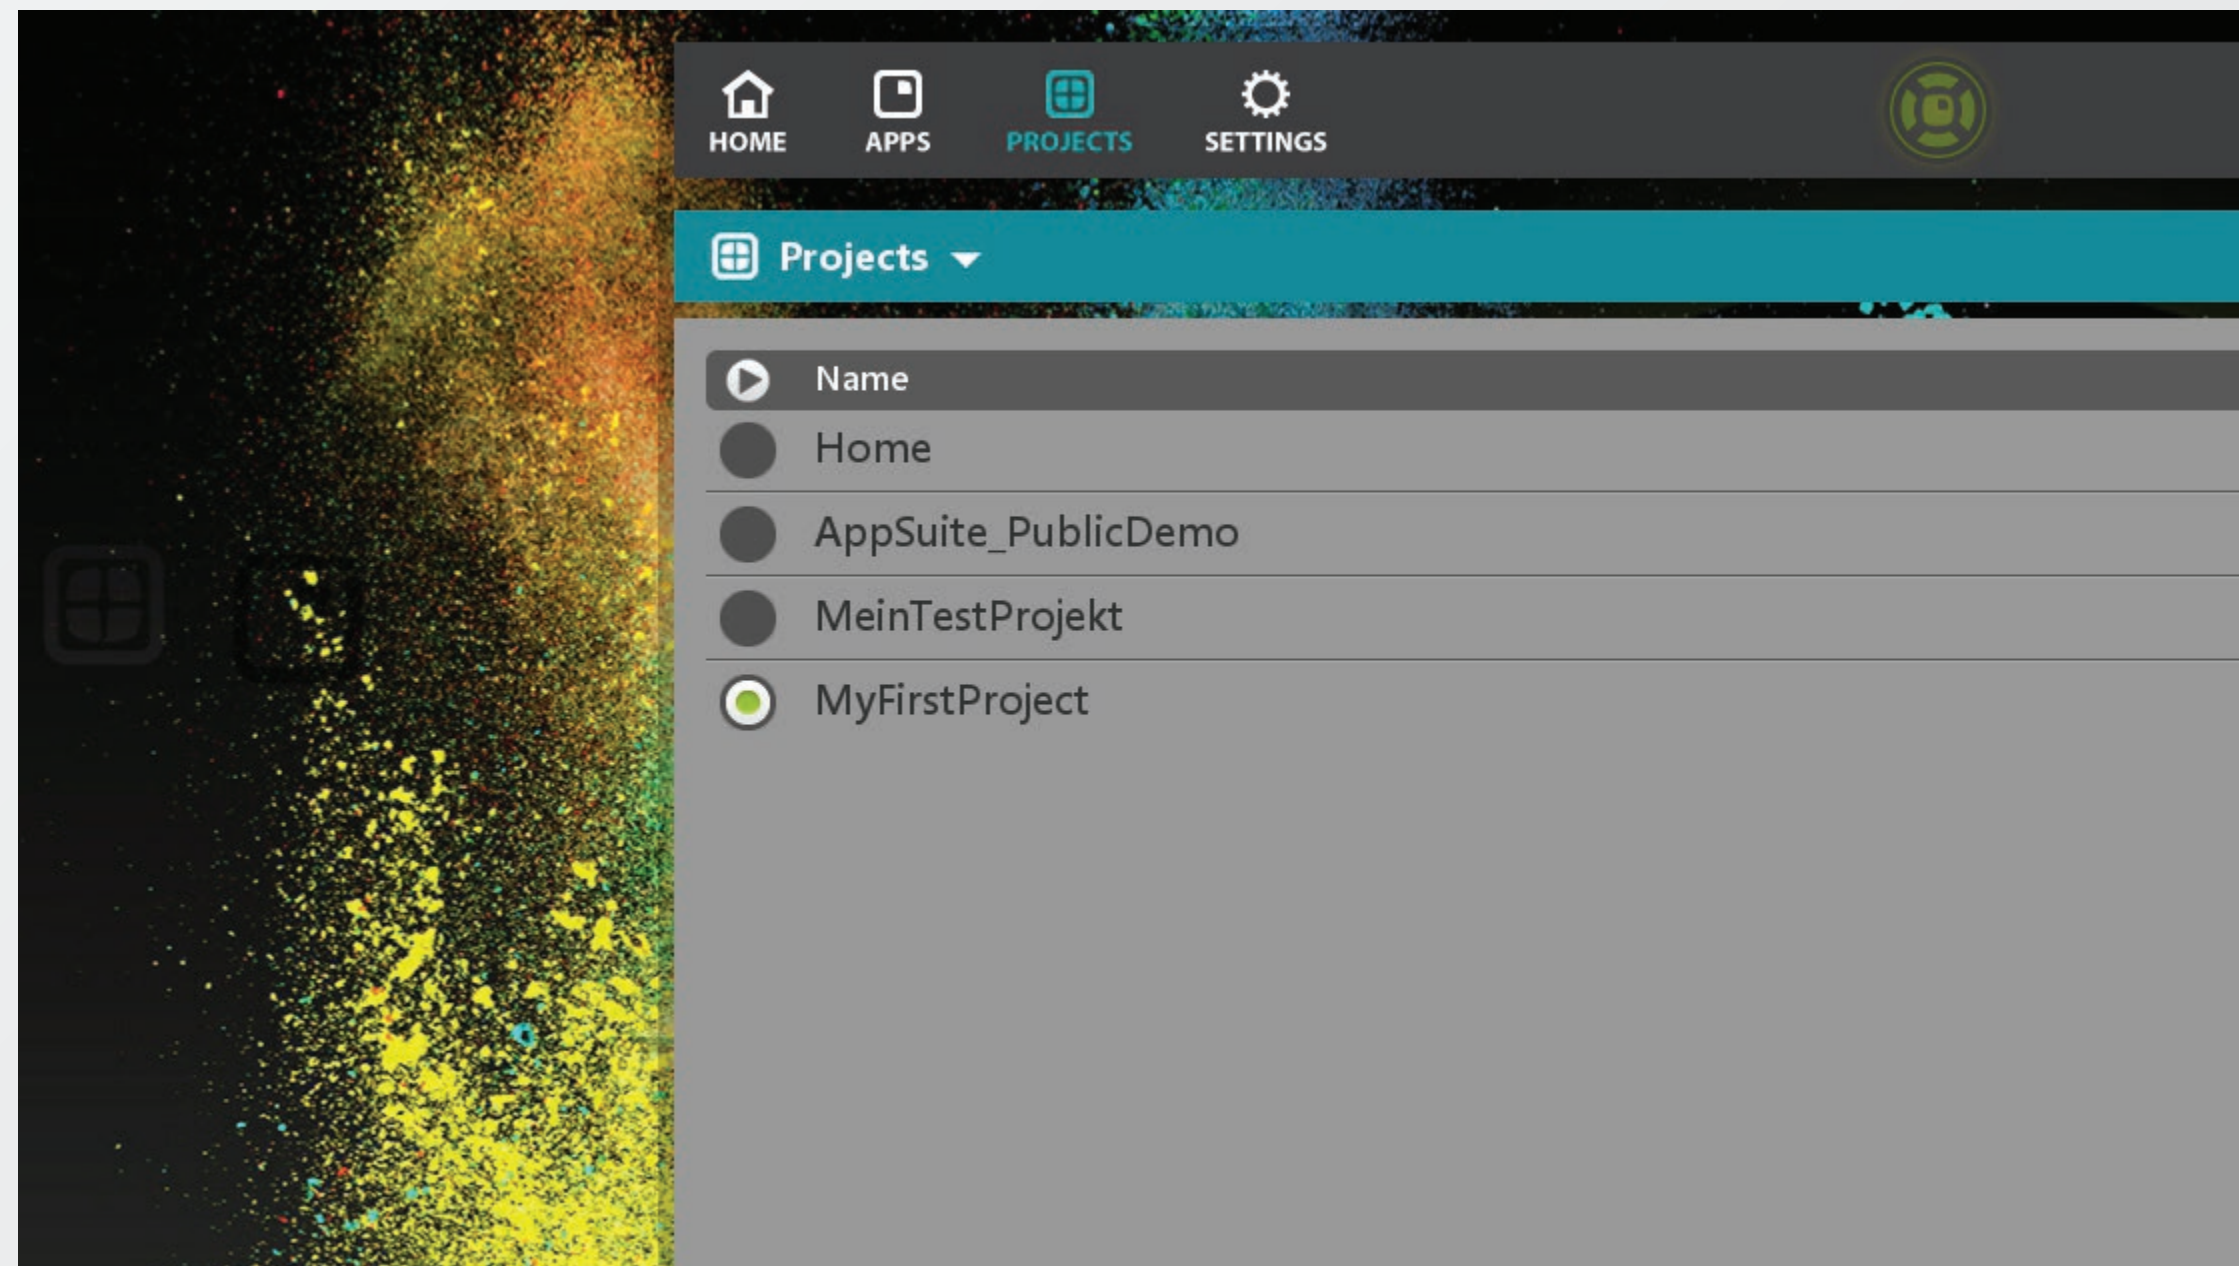 HOME APPS PROJECTS SETTINGS
Projects
Name
Home
AppSuite_PublicDemo
MeinTestProjekt
MyFirstProject